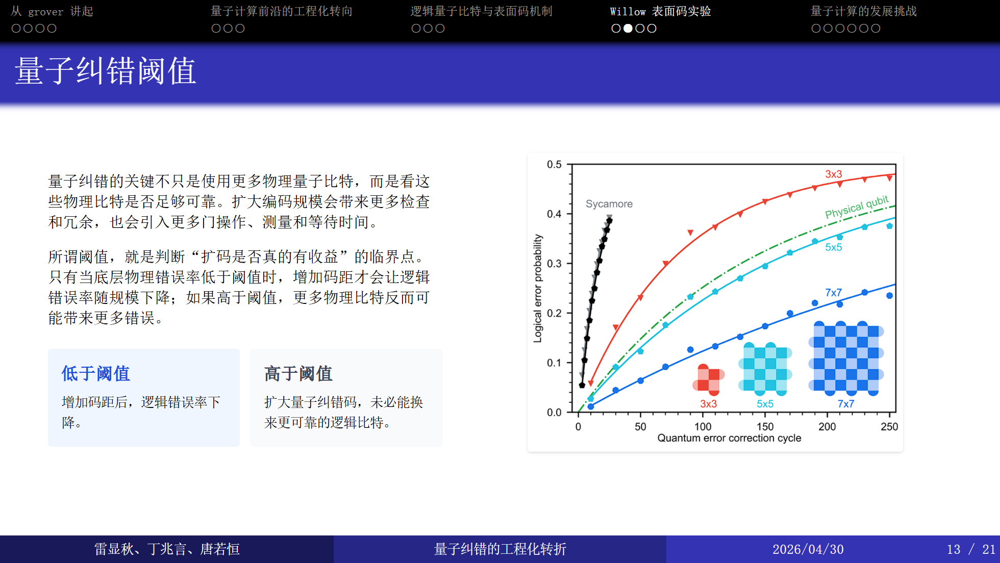 从 grover 讲起
量子计算前沿的工程化转向
逻辑量子比特与表面码机制
Willow 表面码实验
量子计算的发展挑战
量子纠错阈值
量子纠错的关键不只是使用更多物理量子比特，而是看这
些物理比特是否足够可靠。扩大编码规模会带来更多检查
和冗余，也会引入更多门操作、测量和等待时间。
所谓阈值，就是判断“扩码是否真的有收益”的临界点。
只有当底层物理错误率低于阈值时，增加码距才会让逻辑
错误率随规模下降；如果高于阈值，更多物理比特反而可
能带来更多错误。
低于阈值
增加码距后，逻辑错误率下
降。
高于阈值
扩大量子纠错码，未必能换
来更可靠的逻辑比特。
Logical error probability
0.5
0.4
0.3
0.2
0.1
0.0
Sycamore
3x3
Physical qubit
5x5
7x7
3x3
5x5
7x7
0
50
100
150
200
250
Quantum error correction cycle
雷显秋、丁兆言、唐若恒
量子纠错的工程化转折
2026/04/30
13 / 21